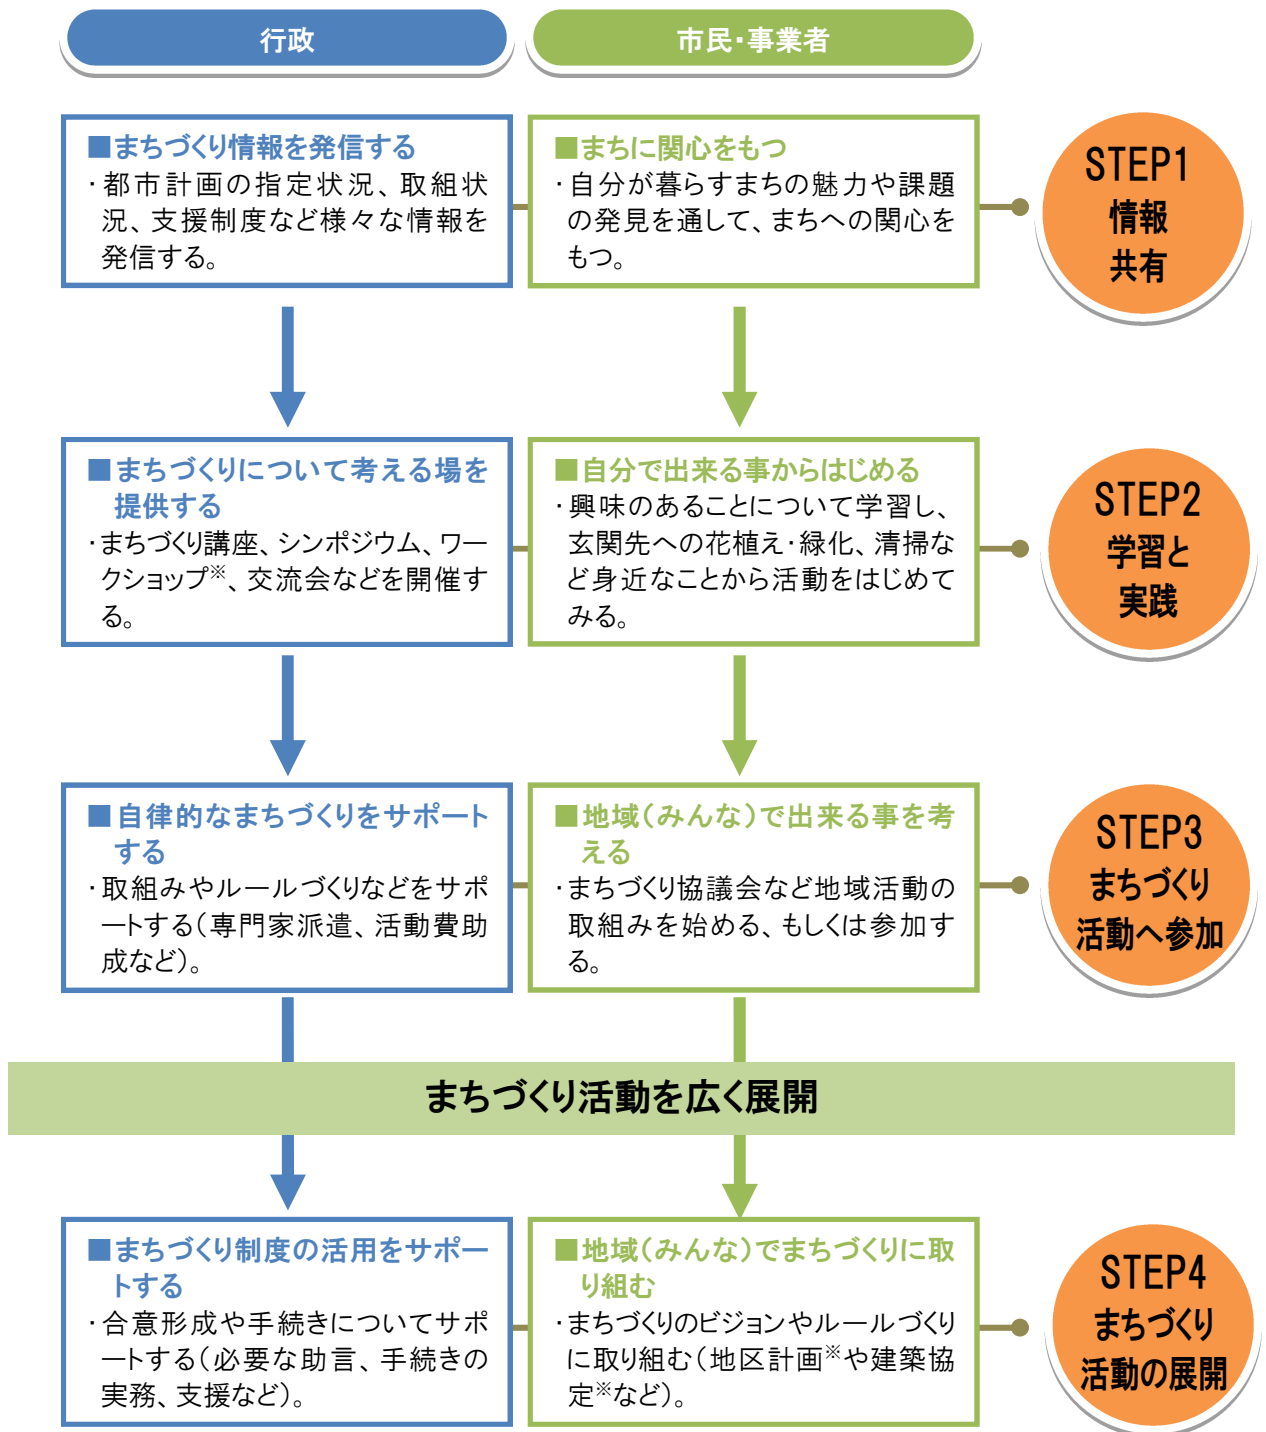 行政
市民・事業者
■まちづくり情報を発信する
・都市計画の指定状況、取組状
況、支援制度など様々な情報を
発信する。
■まちに関心をもつ
・自分が暮らすまちの魅力や課題
の発見を通して、まちへの関心を
もつ。
STEP1
情報
共有
■まちづくりについて考える場を
提供する
・まちづくり講座、シンポジウム、ワー
クショップ※、交流会などを開催す
る。
■自分で出来る事からはじめる
・興味のあることについて学習し、
玄関先への花植え・緑化、清掃な
ど身近なことから活動をはじめて
みる。
STEP2
学習と
実践
■自律的なまちづくりをサポート
する
・取組みやルールづくりなどをサポ
ートする（専門家派遣、活動費助
成など）。
■地域（みんな）で出来る事を考
える
・まちづくり協議会など地域活動の
取組みを始める、もしくは参加す
る。
STEP3
まちづくり
活動へ参加
まちづくり活動を広く展開
■まちづくり制度の活用をサポー
トする
・合意形成や手続きについてサポ
ートする（必要な助言、手続きの
実務、支援など）。
■地域（みんな）でまちづくりに取
り組む
・まちづくりのビジョンやルールづくり
に取り組む（地区計画※や建築協
定※など）。
STEP4
まちづくり
活動の展開